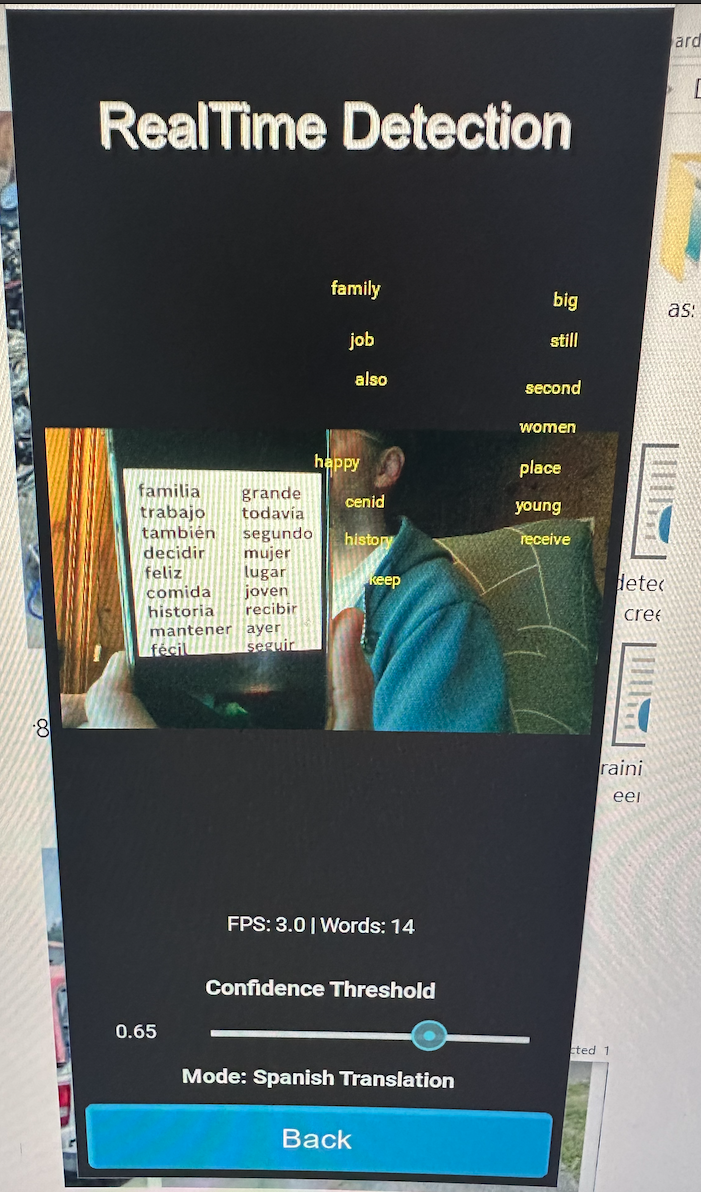 ard
RealTime Detection
family
big
as:
job
still
also
second
women
happy
place
familia grande
cenid
young
trabajo todavía
también segundo
history
receive
decidir mujer
feliz lugar
keep
detec
comida joven
cree
historia recibir
mantener ayer
fécil seguir
8
raini
eer
FPS: 3.0 | Words: 14
Confidence Threshold
0.65
cted 1
Mode: Spanish Translation
Back